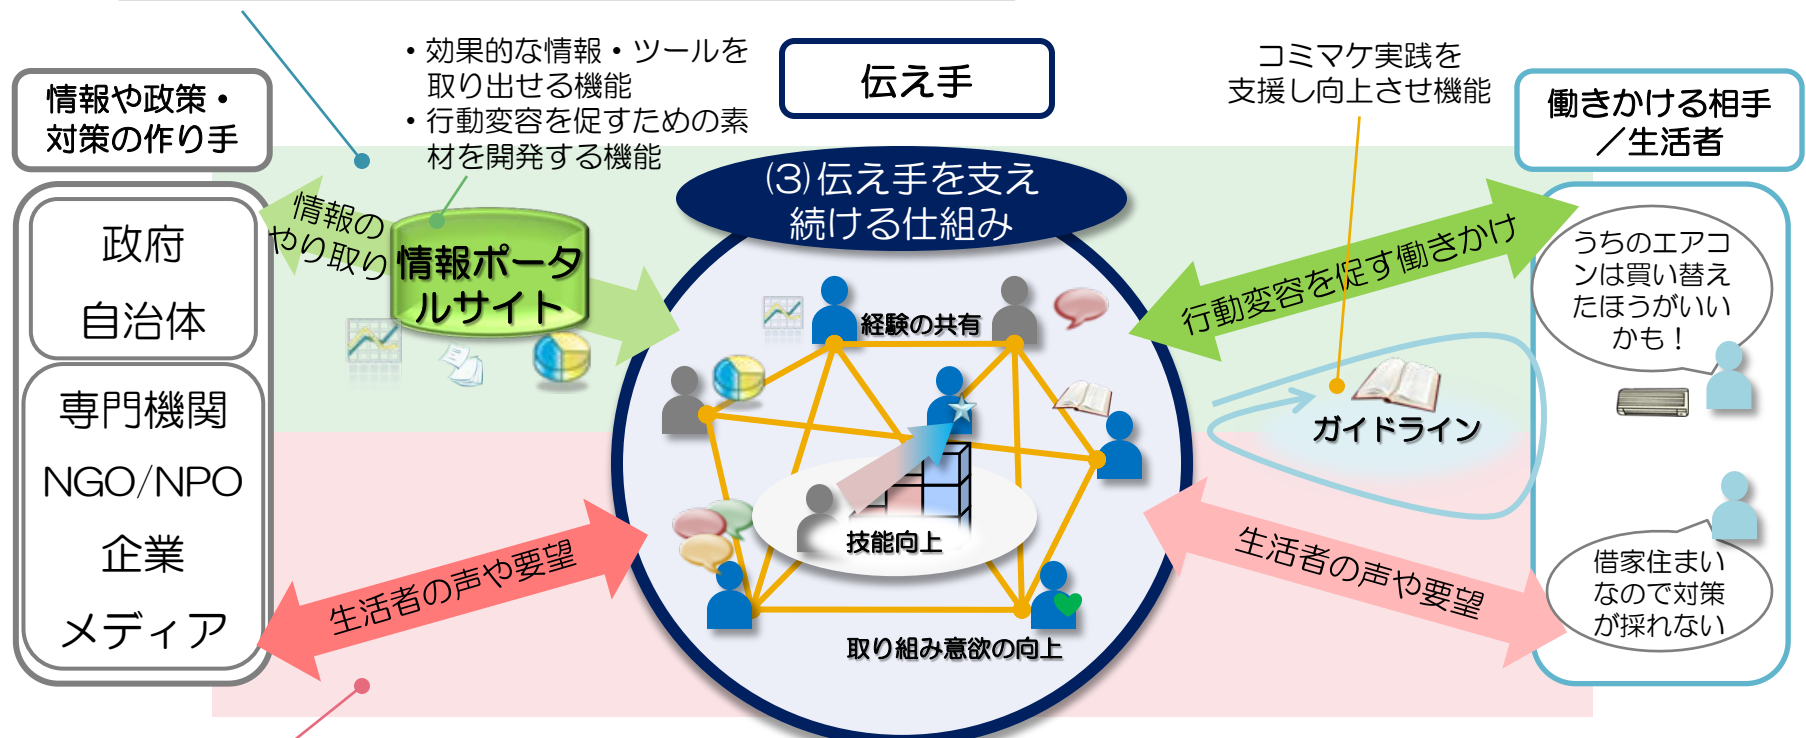 ・効果的な情報・ツールを
取り出せる機能
・行動変容を促すための素
材を開発する機能
伝え手
コミマケ実践を
支援し向上させ機能
情報や政策・
対策の作り手
働きかける相手
／生活者
(3)伝え手を支え
続ける仕組み
政府
自治体
専門機関
NGO/NPO
企業
メディア
情報の
やり取り
情報ポータ
ルサイト
経験の共有
技能向上
取り組み意欲の向上
行動変容を促す働きかけ
ガイドライン
生活者の声や要望
生活者の声や要望
うちのエアコ
ンは買い替え
たほうがいい
かも！
借家住まい
なので対策
が採れない